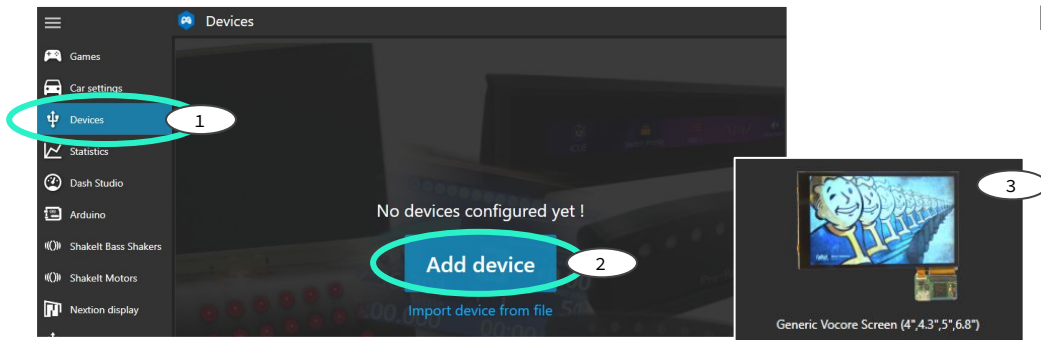 Devices
Games
Car settings
Devices
1
Statistics
Dash Studio
Arduino
ShakeIt Bass Shakers
ShakeIt Motors
Nextion display
No devices configured yet !
Add device
2
Import device from file
3
Generic Vocore Screen (4",4.3",5",6.8")